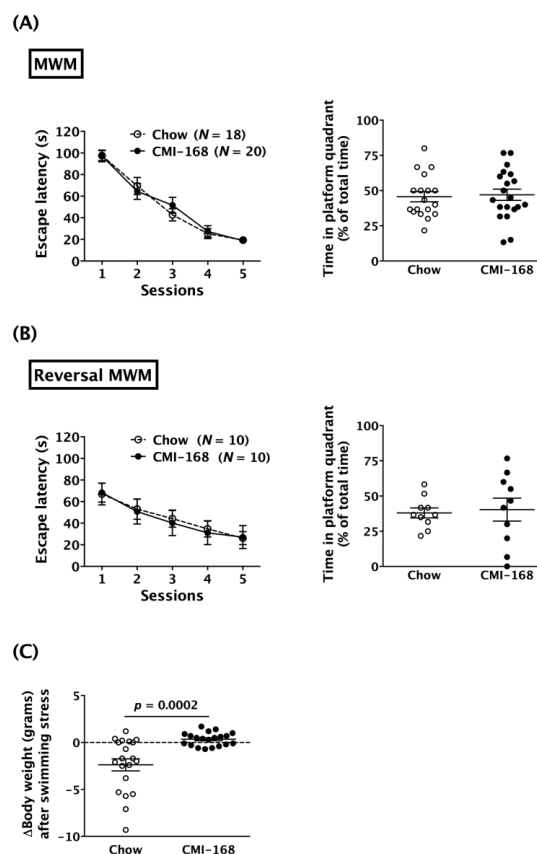 (A)
MWM
Escape latency (s)
120
100
80
60
40
20
0
Chow (N = 18)
CMI-168 (N = 20)
1 2 3 4 5
Sessions
Time in platform quadrant
(% of total time)
100
75
50
25
0
Chow CMI-168
(B)
Reversal MWM
Escape latency (s)
120
100
80
60
40
20
0
Chow (N = 10)
CMI-168 (N = 10)
1 2 3 4 5
Sessions
Time in platform quadrant
(% of total time)
100
75
50
25
0
Chow CMI-168
(C)
ΔBody weight (grams)
after swimming stress
5
0
-5
-10
p = 0.0002
Chow CMI-168